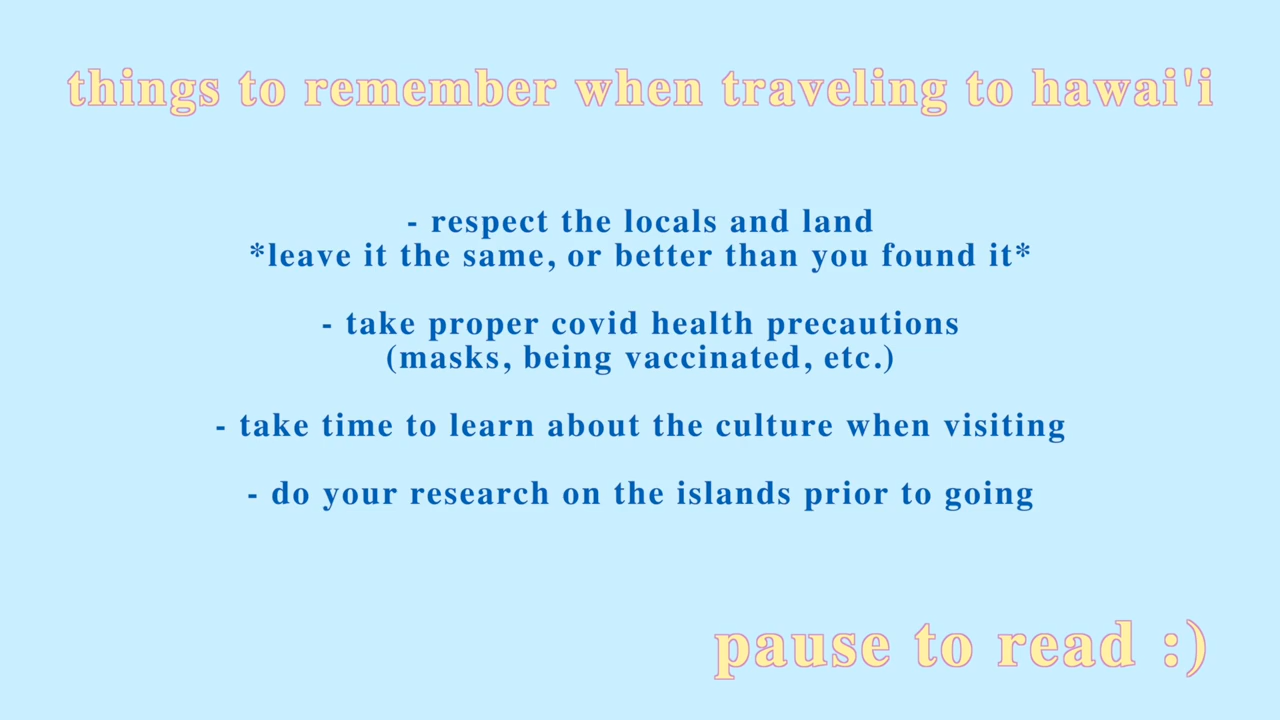 things to remember when traveling to hawai'i
- respect the locals and land
*leave it the same, or better than you found it*
- take proper covid health precautions
(masks, being vaccinated, etc.)
- take time to learn about the culture when visiting
- do your research on the islands prior to going
pause to read :)